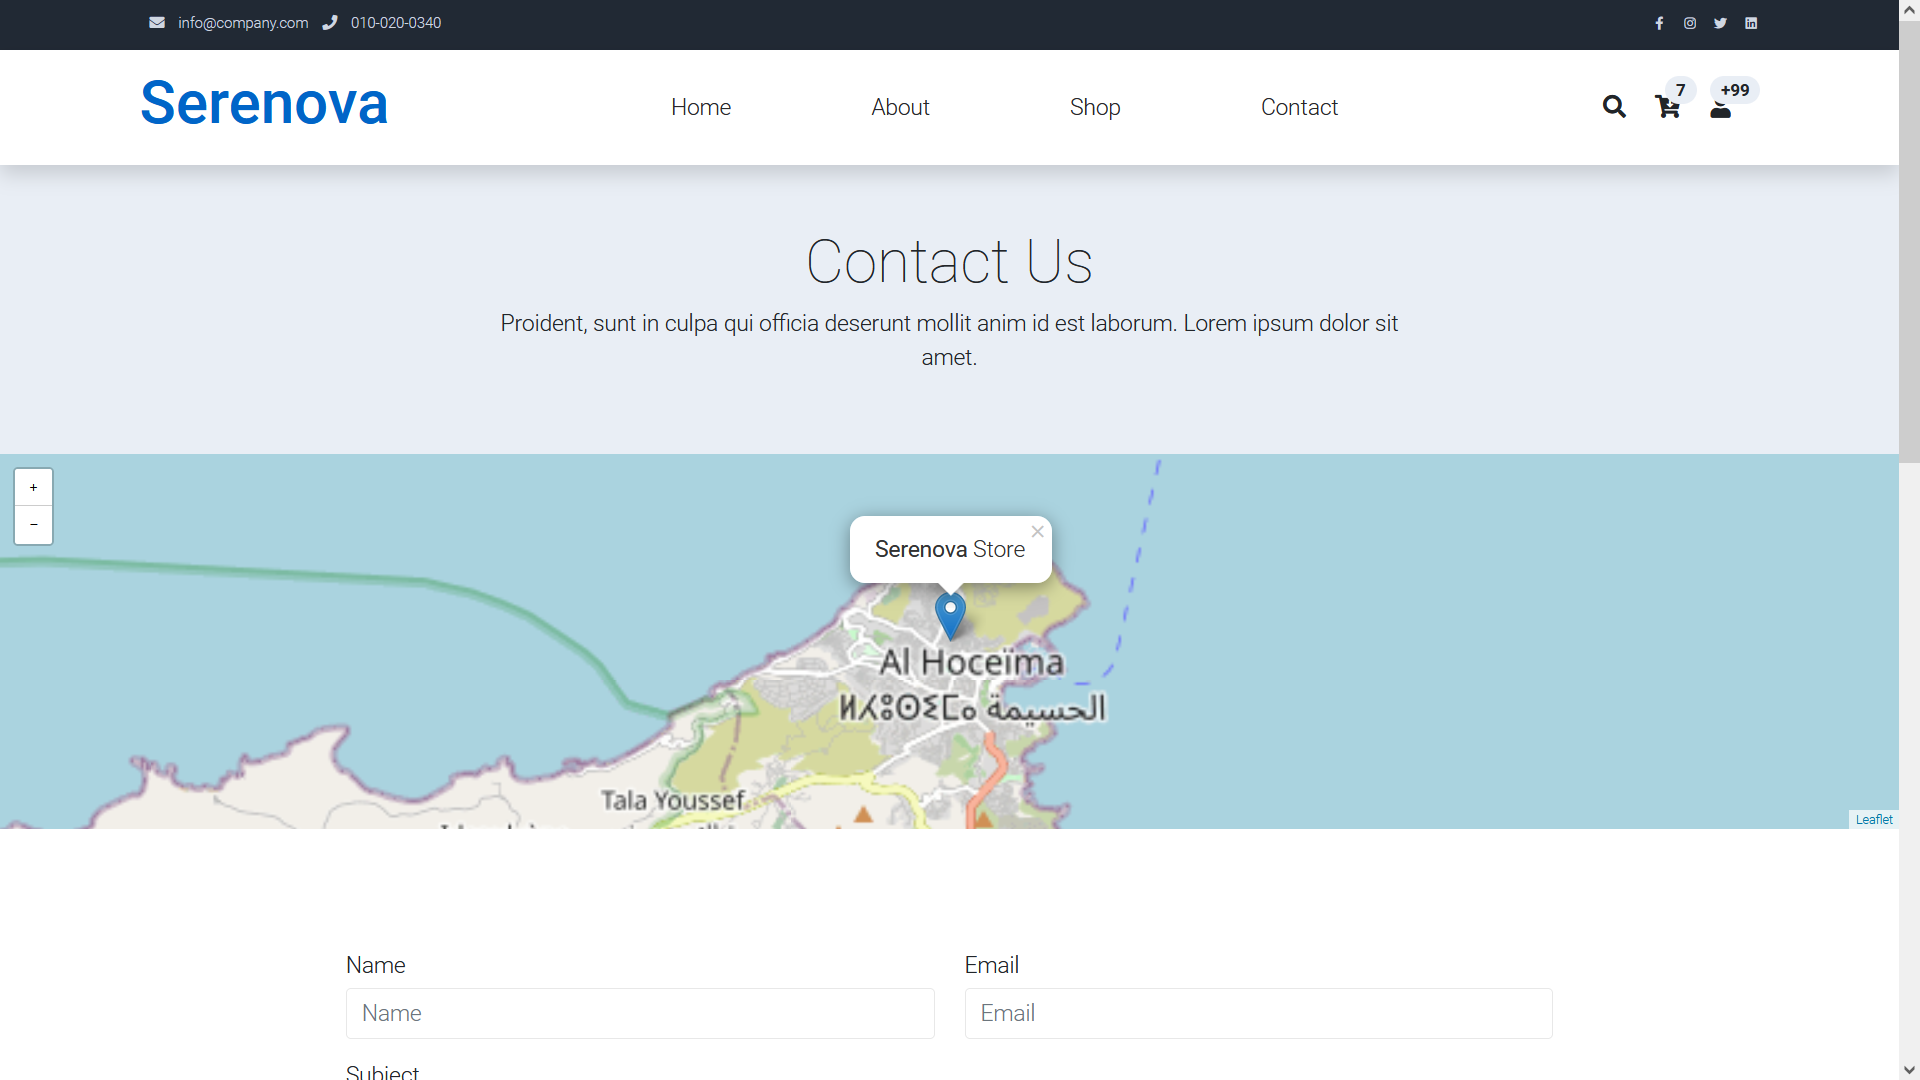 info@company.com 010-020-0340
Serenova
Home About Shop Contact
7 +99
Contact Us
Proident, sunt in culpa qui officia deserunt mollit anim id est laborum. Lorem ipsum dolor sit
amet.
+
−
Serenova Store
×
Al Hoceïma
ⵍⵃⵓⵙⵉⵎⴰ الحسيمة
Tala Youssef
Leaflet
Name Email
Name Email
Subject